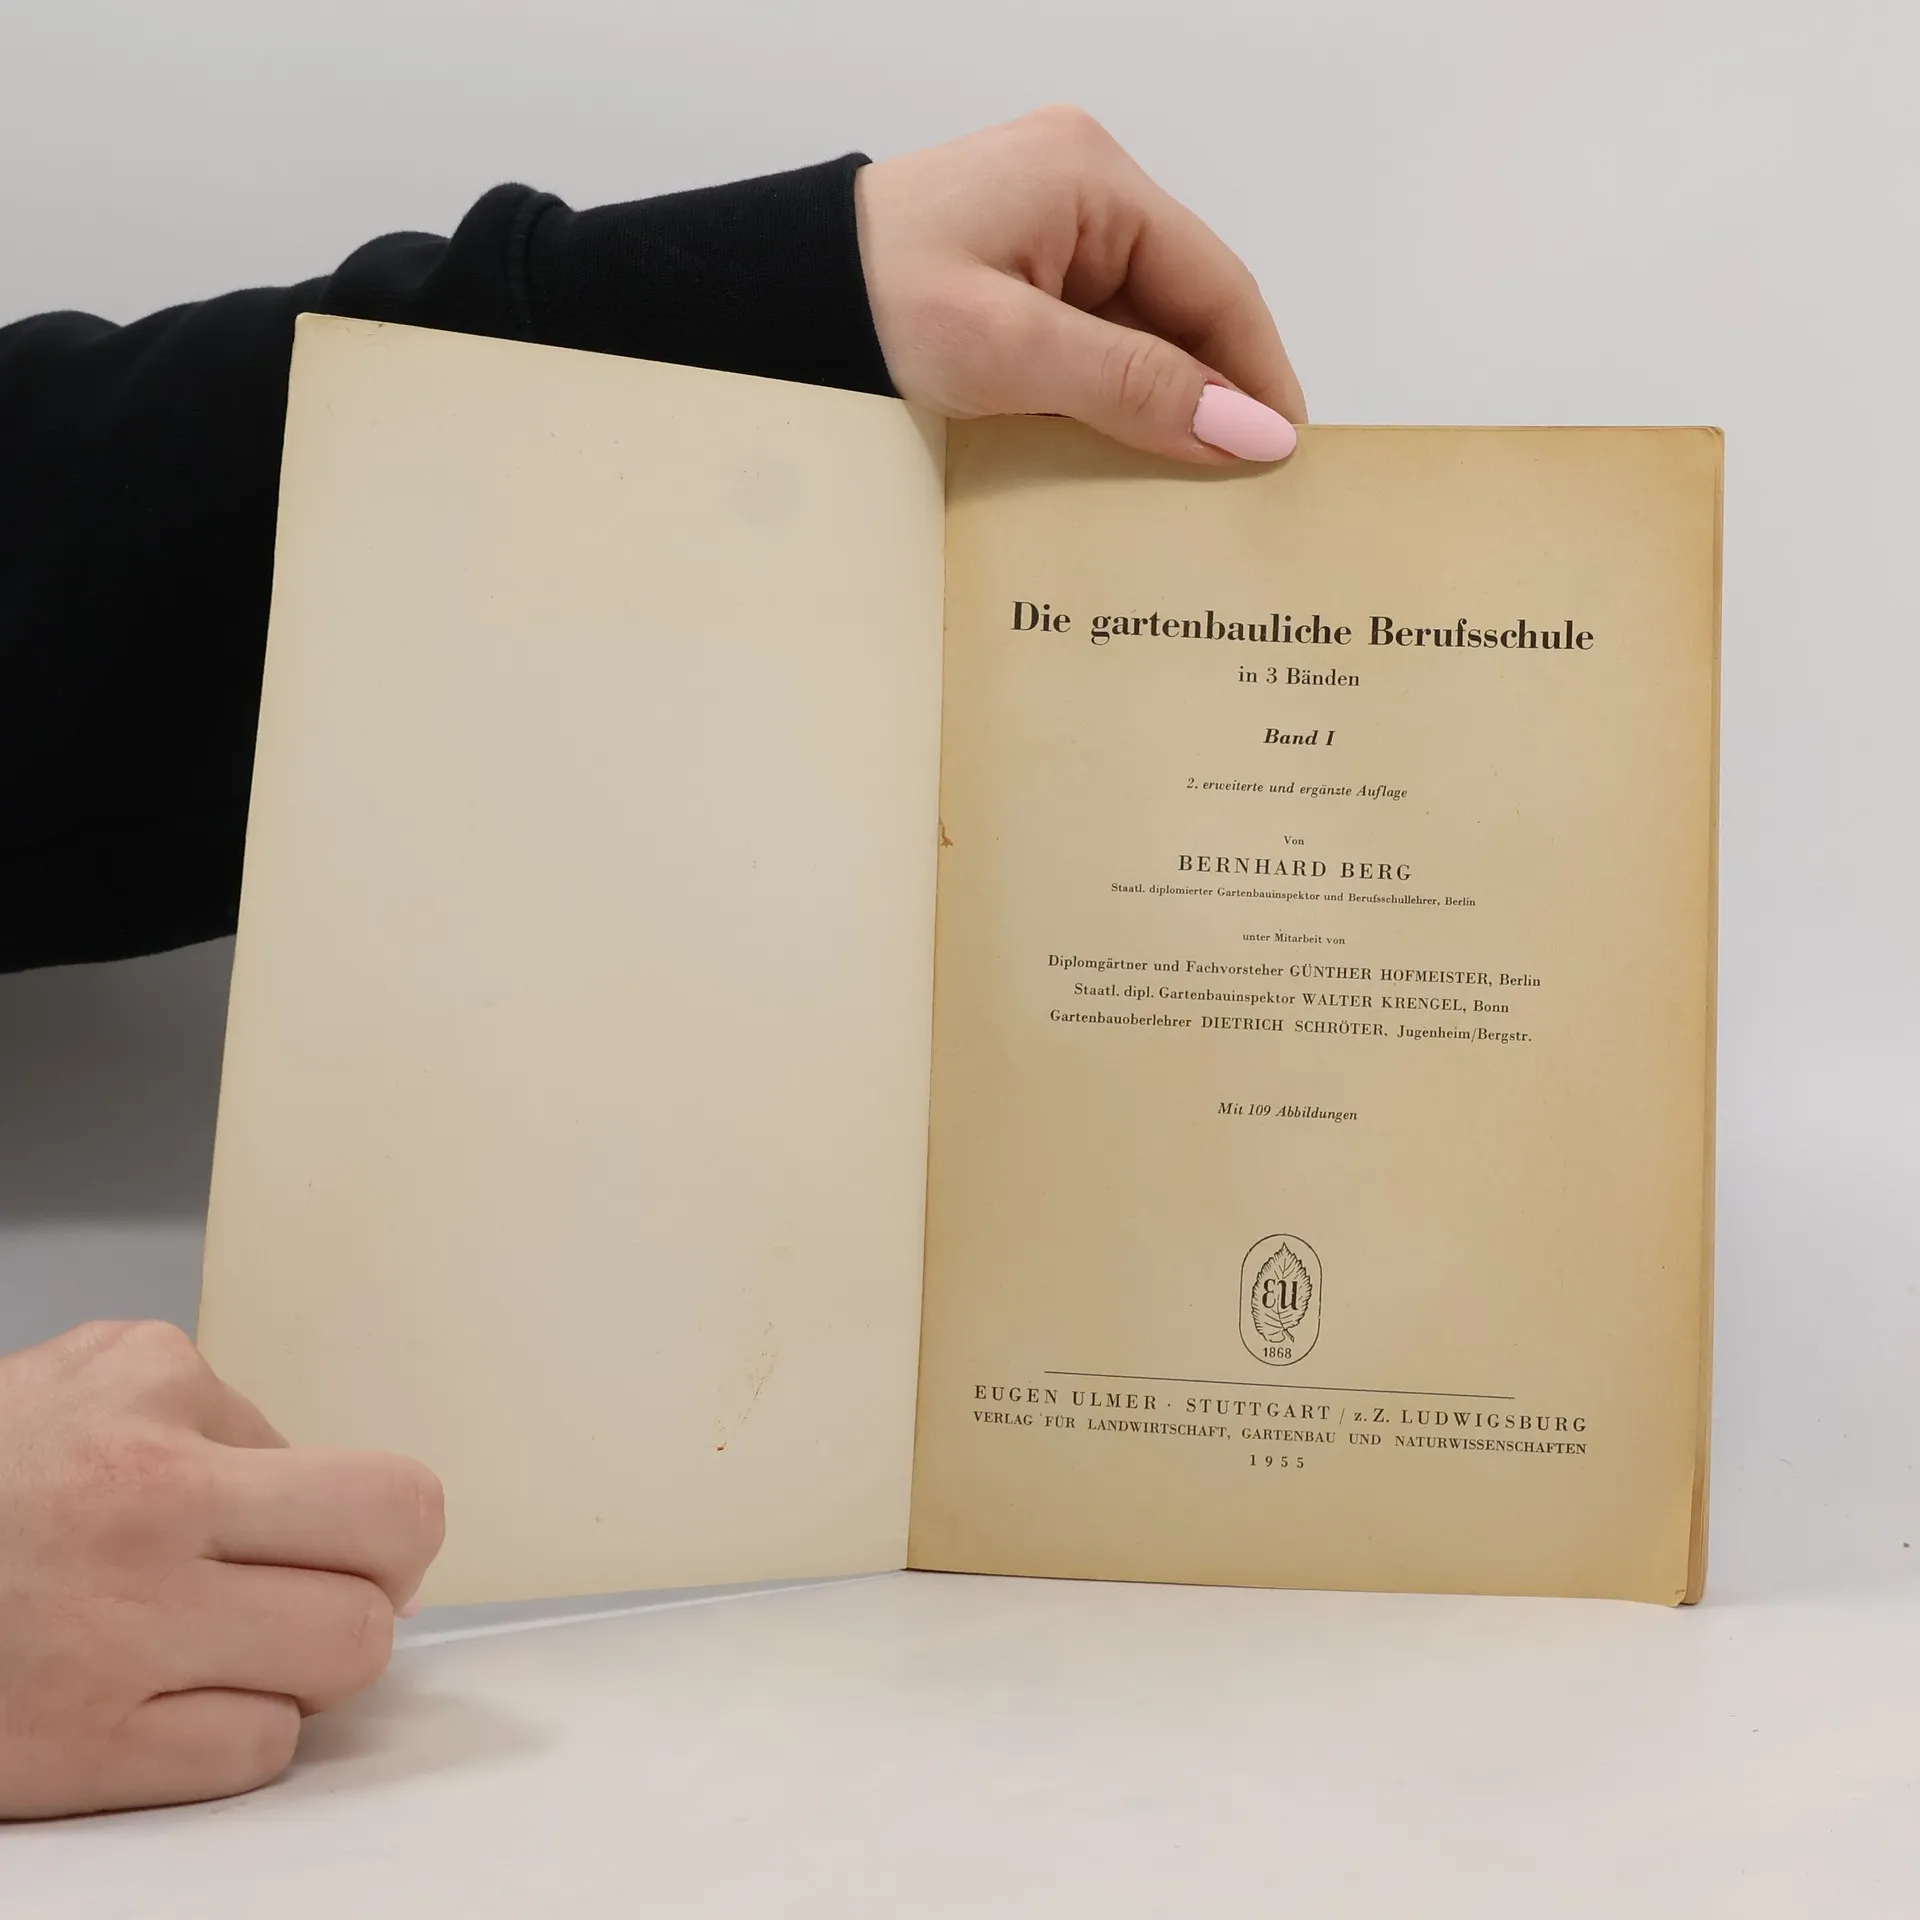 Die gartenbauliche Berufsschule
in 3 Bänden
Band I
2. erweiterte und ergänzte Auflage
Von
BERNHARD BERG
Staatl. diplomierter Gartenbauinspektor und Berufsschullehrer, Berlin
unter Mitarbeit von
Diplomgärtner und Fachvorsteher GÜNTHER HOFMEISTER, Berlin
Staatl. dipl. Gartenbauinspektor WALTER KRENGEL, Bonn
Gartenbauoberlehrer DIETRICH SCHRÖTER, Jugenheim/Bergstr.
Mit 109 Abbildungen
EU
1868
EUGEN ULMER · STUTTGART / z. Z. LUDWIGSBURG
VERLAG FÜR LANDWIRTSCHAFT, GARTENBAU UND NATURWISSENSCHAFTEN
1955